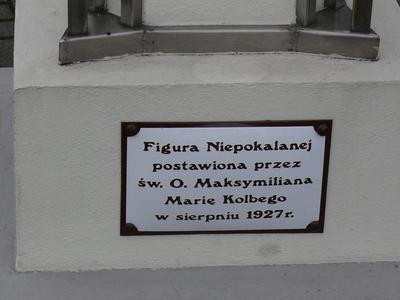 Figura Niepokalanej
postawiona przez
św. O. Maksymiliana
Marię Kolbego
w sierpniu 1927r.